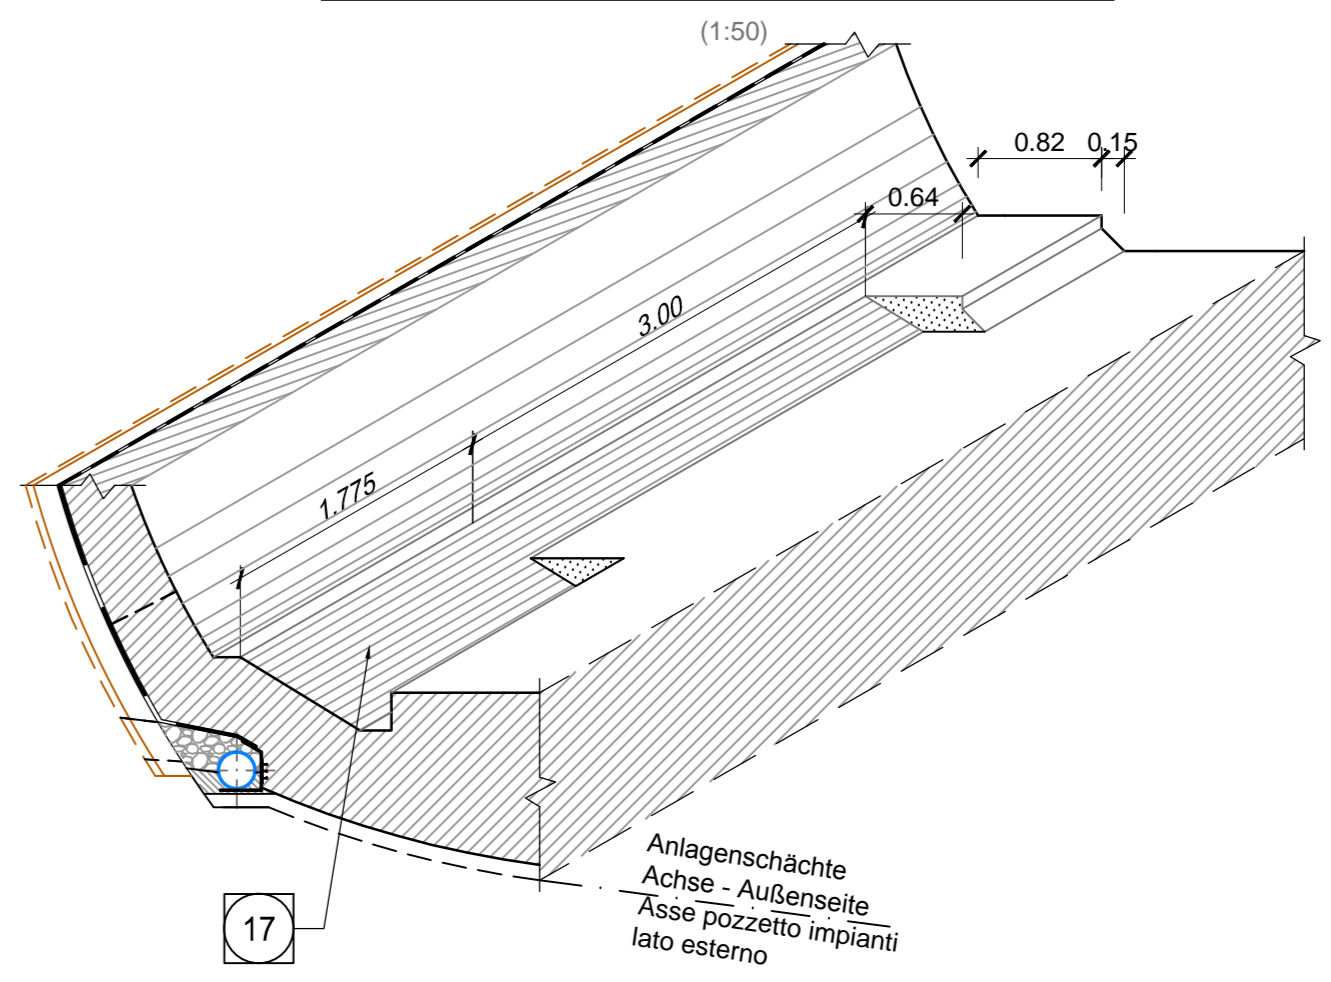 (1:50)
0.82
0.15
0.64
3.00
1.775
Anlagenschächte
Achse - Außenseite
Asse pozzetto impianti
lato esterno
17